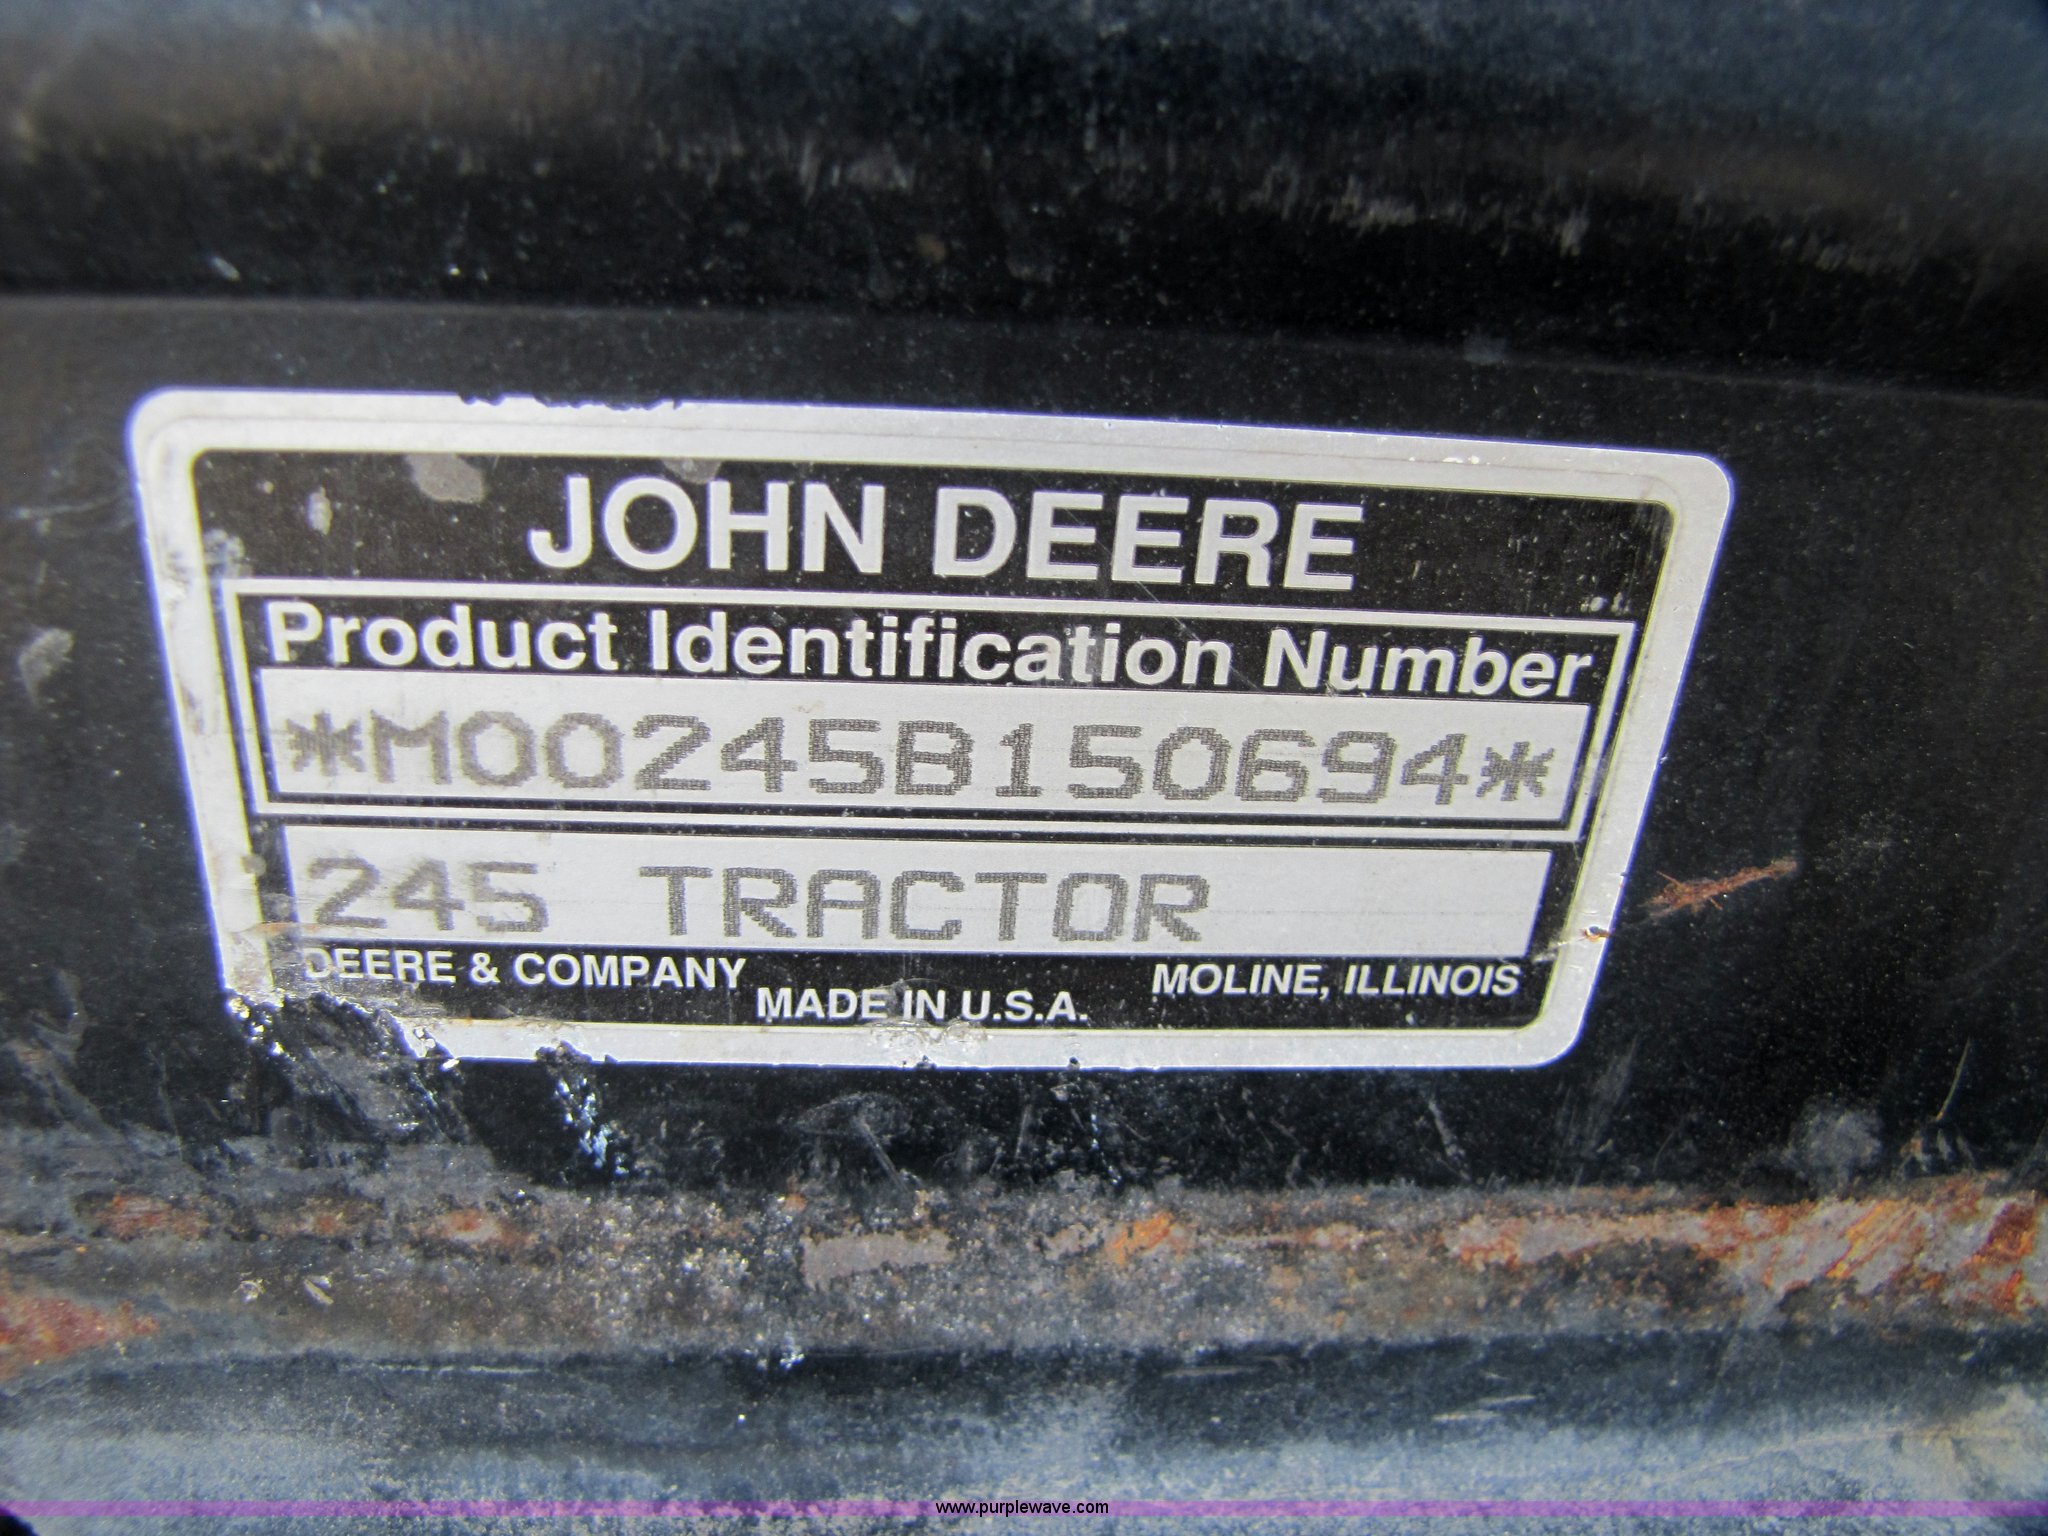 JOHN DEERE
Product Identification Number
*M00245B150694*
245 TRACTOR
DEERE & COMPANY MOLINE, ILLINOIS
MADE IN U.S.A.
www.purplewave.com